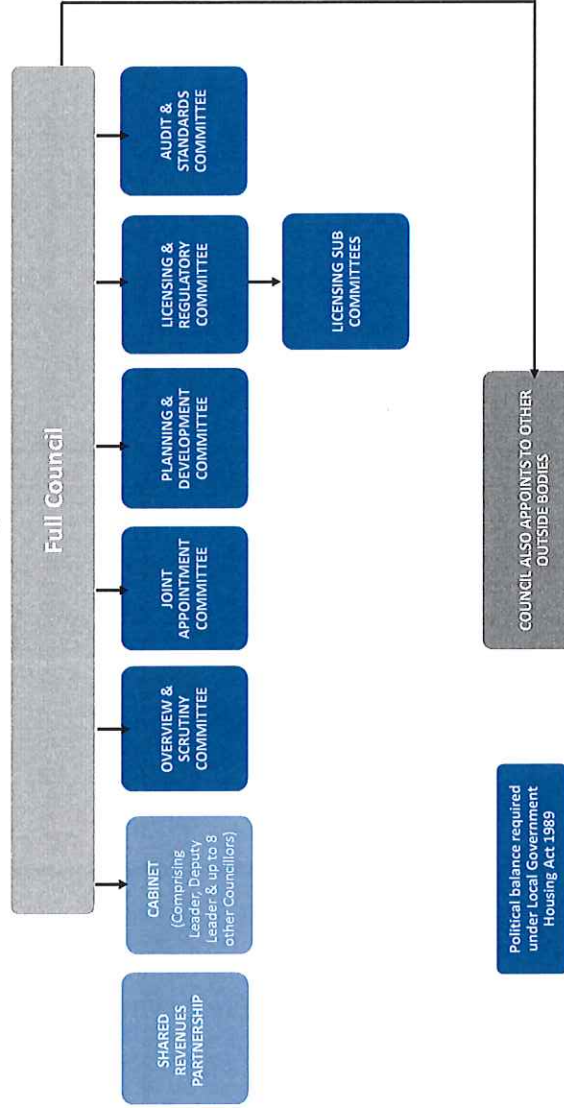 Full Council
SHARED
REVENUES
PARTNERSHIP
CABINET
(Comprising
Leader, Deputy
Leader & up to 8
other Councillors)
OVERVIEW &
SCRUTINY
COMMITTEE
JOINT
APPOINTMENT
COMMITTEE
PLANNING &
DEVELOPMENT
COMMITTEE
LICENSING &
REGULATORY
COMMITTEE
AUDIT &
STANDARDS
COMMITTEE
LICENSING SUB
COMMITTEES
Political balance required
under Local Government
Housing Act 1989
COUNCIL ALSO APPOINTS TO OTHER
OUTSIDE BODIES